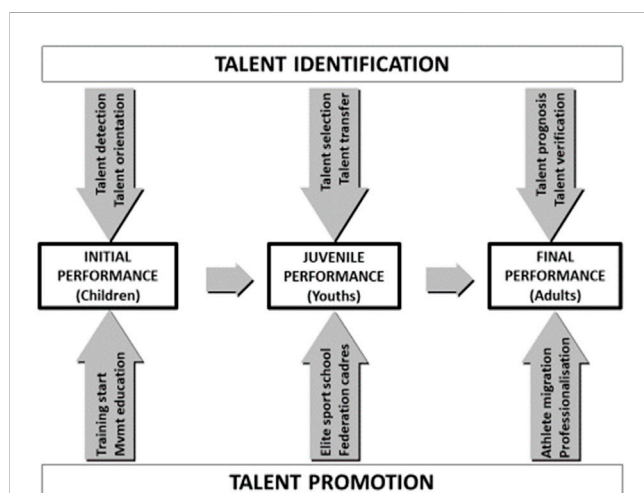 TALENT IDENTIFICATION
Talent detection
Talent orientation
Talent selection
Talent transfer
Talent prognosis
Talent verification
INITIAL
PERFORMANCE
(Children)
JUVENILE
PERFORMANCE
(Youths)
FINAL
PERFORMANCE
(Adults)
Training start
Mvmt education
Elite sport school
Federation cadres
Athlete migration
Professionalisation
TALENT PROMOTION